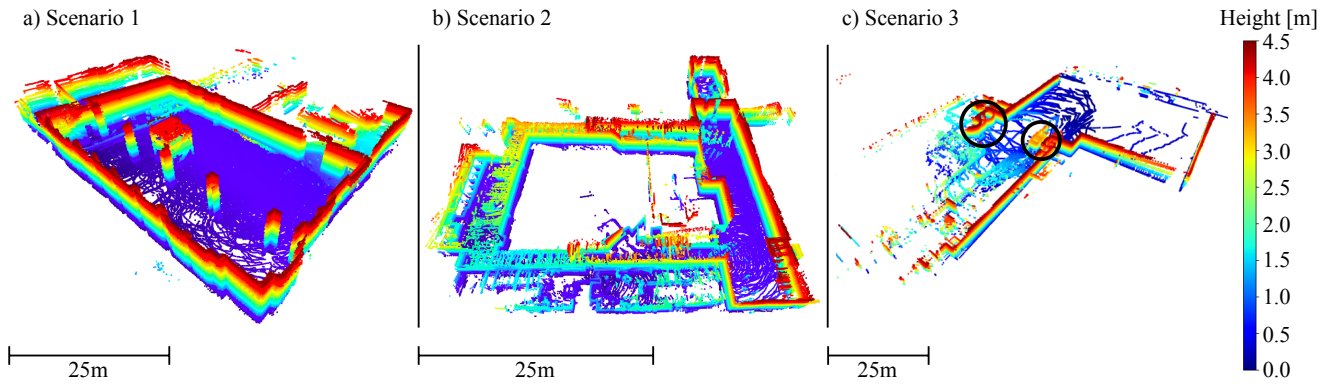 a) Scenario 1
b) Scenario 2
c) Scenario 3
Height [m]
4.5
4.0
3.5
3.0
2.5
2.0
1.5
1.0
0.5
0.0
25m
25m
25m